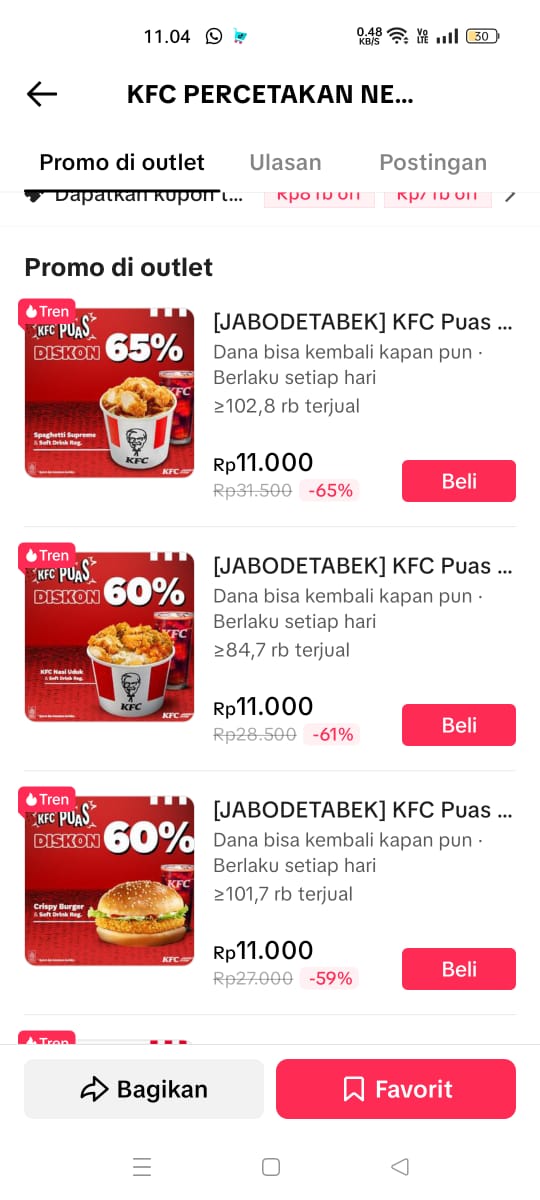 11.04
0.48 KB/S
Vo LTE
30
KFC PERCETAKAN NE...
Promo di outlet
Ulasan
Postingan
Dapatkan kupon t...
Promo di outlet
Tren
KFC PUAS
DISKON 65%
Spaghetti Supreme
& Soft Drink Reg.
KFC
KFC
KFC
[JABODETABEK] KFC Puas ...
Dana bisa kembali kapan pun ·
Berlaku setiap hari
≥102,8 rb terjual
Rp11.000
Rp31.500 -65%
Beli
Tren
KFC PUAS
DISKON 60%
KFC Nasi Uduk
& Soft Drink Reg.
KFC
KFC
KFC
[JABODETABEK] KFC Puas ...
Dana bisa kembali kapan pun ·
Berlaku setiap hari
≥84,7 rb terjual
Rp11.000
Rp28.500 -61%
Beli
Tren
KFC PUAS
DISKON 60%
Crispy Burger
& Soft Drink Reg.
KFC
KFC
[JABODETABEK] KFC Puas ...
Dana bisa kembali kapan pun ·
Berlaku setiap hari
≥101,7 rb terjual
Rp11.000
Rp27.000 -59%
Beli
Tren
Bagikan
Favorit